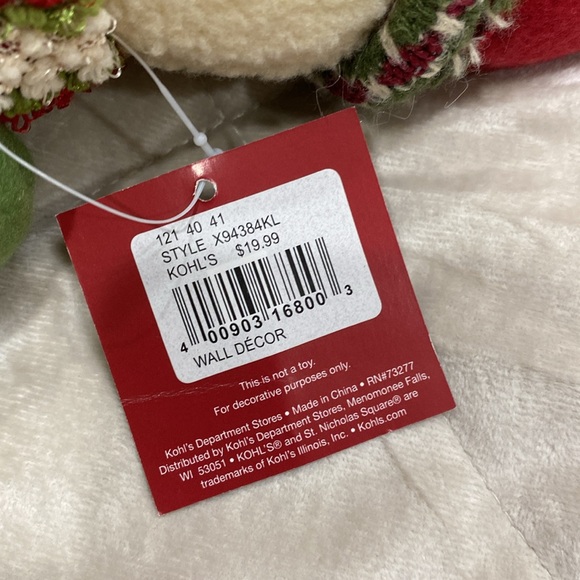 121 40 41
STYLE X94384KL
KOHL'S $19.99
4 00903 16800 3
WALL DÉCOR
This is not a toy.
For decorative purposes only.
Kohl's Department Stores • Made in China • RN#73277
Distributed by Kohl's Department Stores, Menomonee Falls,
WI 53051 • KOHL'S® and St. Nicholas Square® are
trademarks of Kohl's Illinois, Inc. • Kohls.com